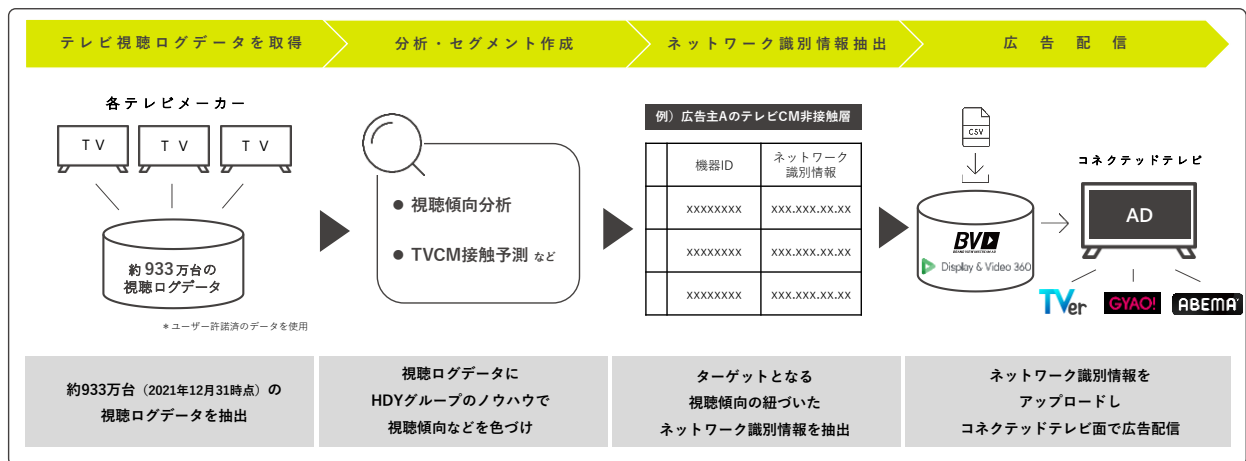 テレビ視聴ログデータを取得
分析・セグメント作成
ネットワーク識別情報抽出
広告配信
各テレビメーカー
TV
TV
TV
約933万台の
視聴ログデータ
*ユーザー許諾済のデータを使用
● 視聴傾向分析
● TVCM接触予測 など
例）広告主AのテレビCM非接触層
機器ID
ネットワーク
識別情報
xxxxxxxx xxx.xxx.xx.xx
xxxxxxxx xxx.xxx.xx.xx
xxxxxxxx xxx.xxx.xx.xx
CSV
BV
Display & Video 360
コネクテッドテレビ
AD
TVer
GYAO!
ABEMA
約933万台（2021年12月31時点）の
視聴ログデータを抽出
視聴ログデータに
HDYグループのノウハウで
視聴傾向などを色づけ
ターゲットとなる
視聴傾向の紐づいた
ネットワーク識別情報を抽出
ネットワーク識別情報を
アップロードし
コネクテッドテレビ面で広告配信